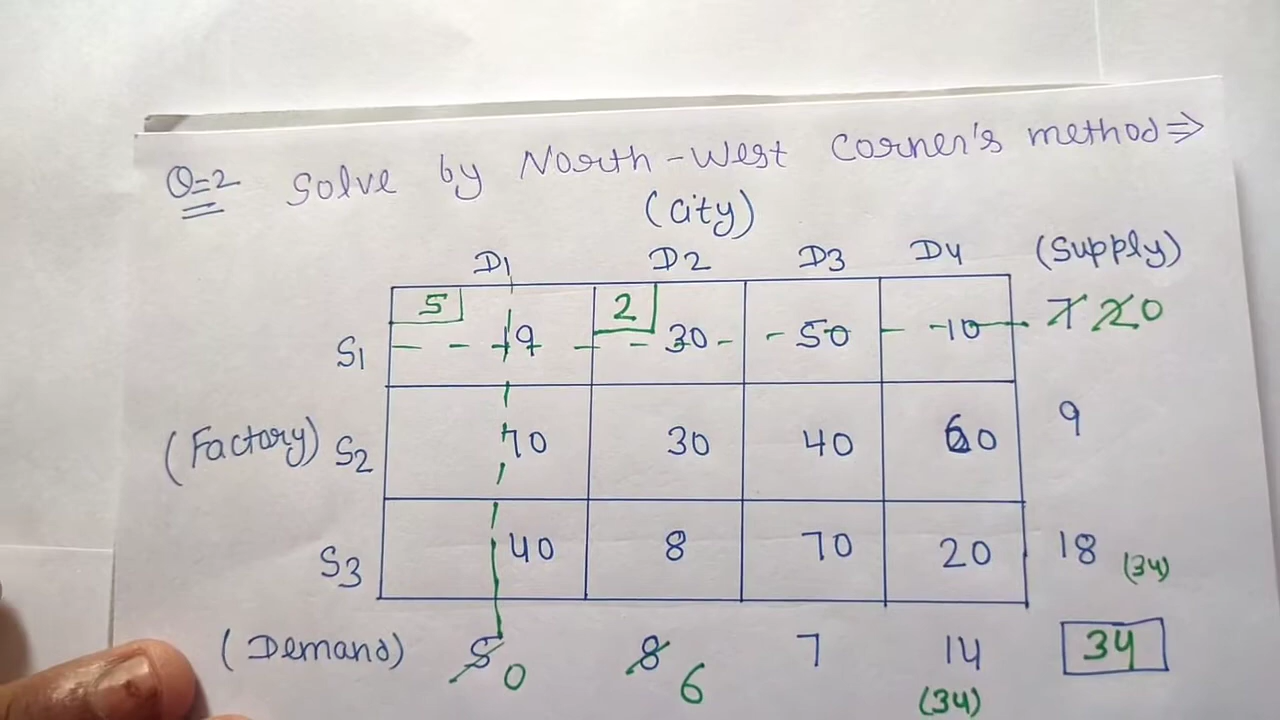 Q=2 Solve by North-West Corner's method ⇒
(City)
D1 D2 D3 D4 (Supply)
5 2
S1 19 30 50 10 7 2 0
(Factory) S2 70 30 40 60 9
S3 40 8 70 20 18 (34)
(Demand) 5 0 8 6 7 14 34
(34)